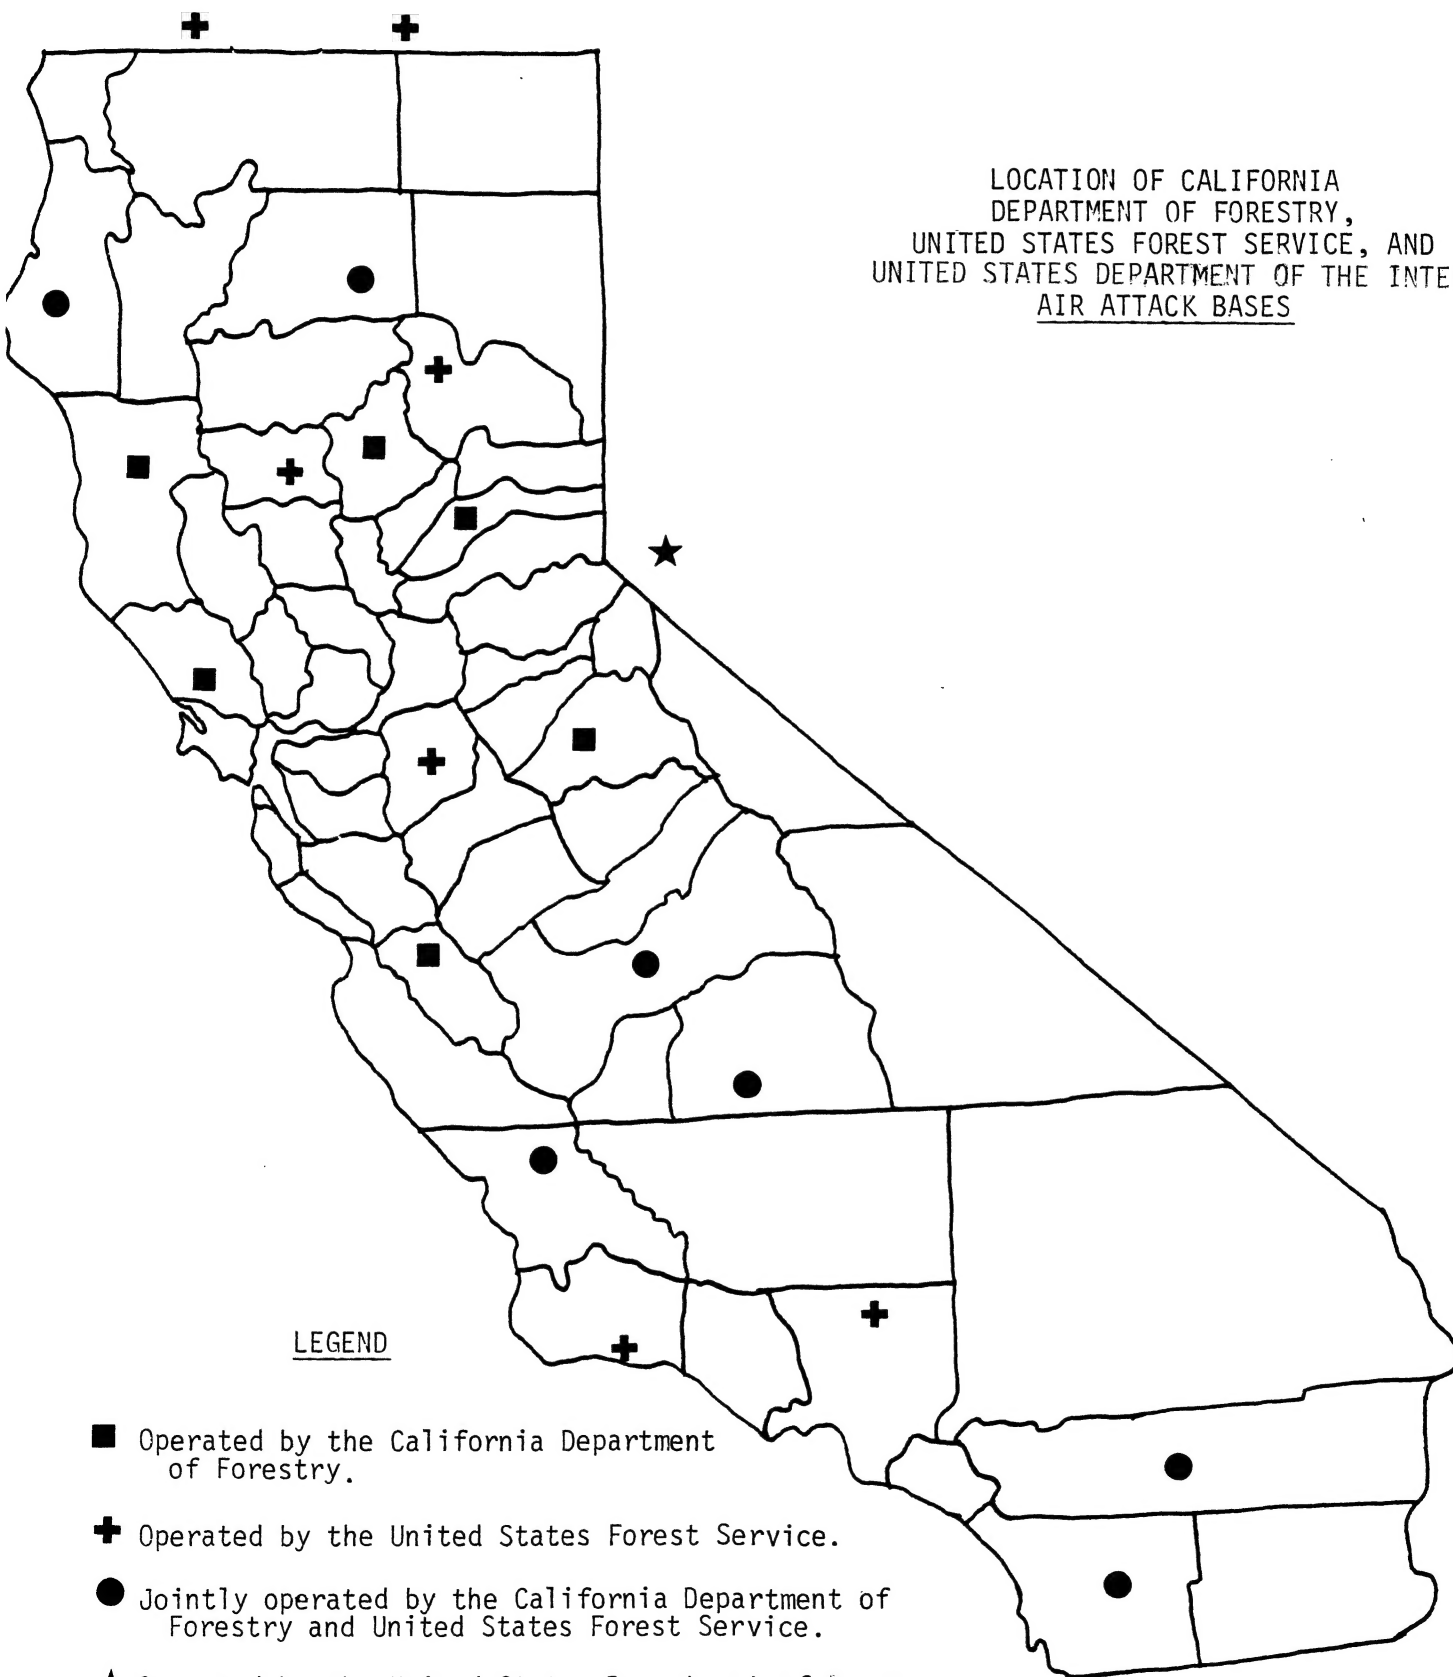 LOCATION OF CALIFORNIA
DEPARTMENT OF FORESTRY,
UNITED STATES FOREST SERVICE, AND
UNITED STATES DEPARTMENT OF THE INTE
AIR ATTACK BASES
LEGEND
Operated by the California Department
of Forestry.
Operated by the United States Forest Service.
Jointly operated by the California Department of
Forestry and United States Forest Service.